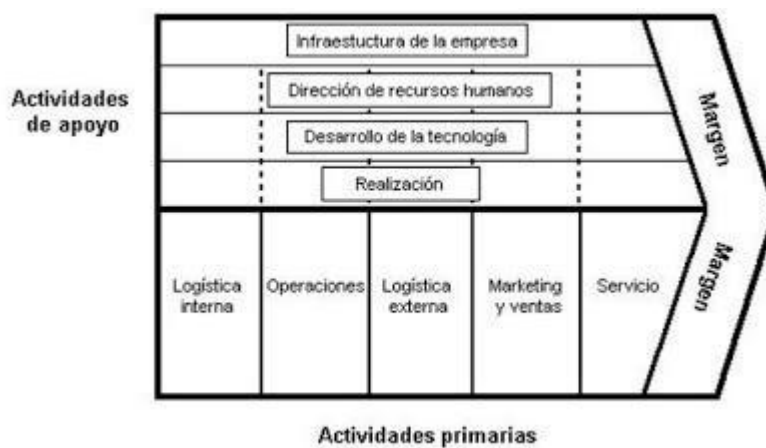 Infraestuctura de la empresa
Dirección de recursos humanos
Actividades
de apoyo
Desarrollo de la tecnología
Realización
Margen
Margen
Logística
interna
Operaciones
Logística
externa
Marketing
y ventas
Servicio
Actividades primarias